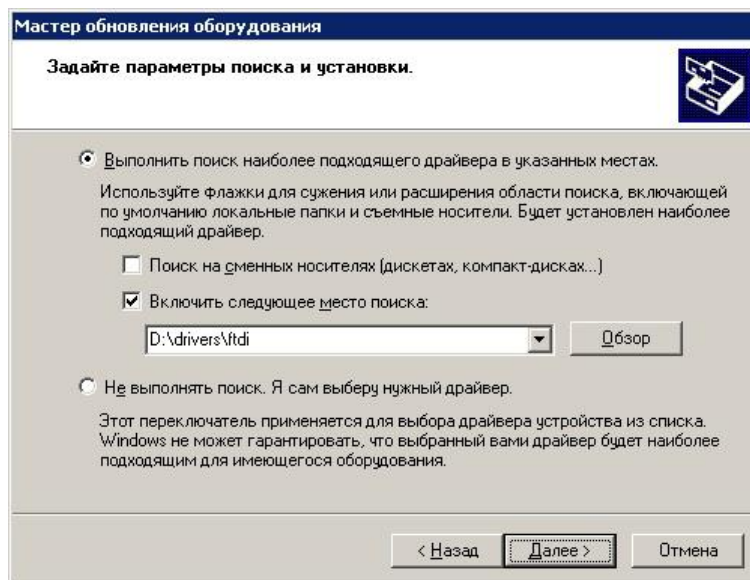 Мастер обновления оборудования
Задайте параметры поиска и установки.
Выполнить поиск наиболее подходящего драйвера в указанных местах.
Используйте флажки для сужения или расширения области поиска, включающей
по умолчанию локальные папки и съемные носители. Будет установлен наиболее
подходящий драйвер.
Поиск на сменных носителях (дискетах, компакт-дисках...)
Включить следующее место поиска:
D:\drivers\ftdi
Обзор
Не выполнять поиск. Я сам выберу нужный драйвер.
Этот переключатель применяется для выбора драйвера устройства из списка.
Windows не может гарантировать, что выбранный вами драйвер будет наиболее
подходящим для имеющегося оборудования.
< Назад Далее > Отмена